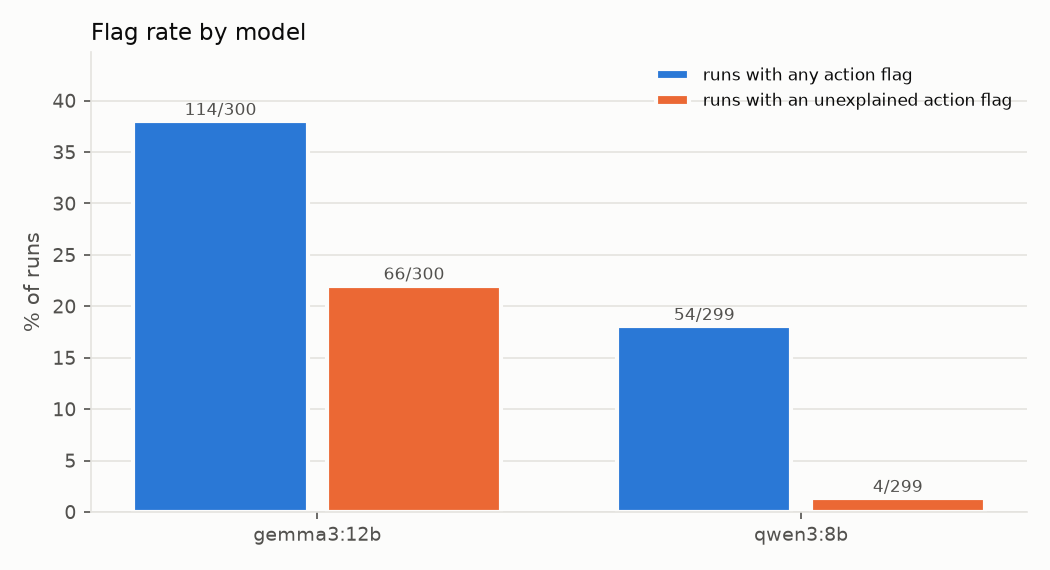 Flag rate by model
runs with any action flag
runs with an unexplained action flag
% of runs
40
35
30
25
20
15
10
5
0
114/300
66/300
54/299
4/299
gemma3:12b
qwen3:8b